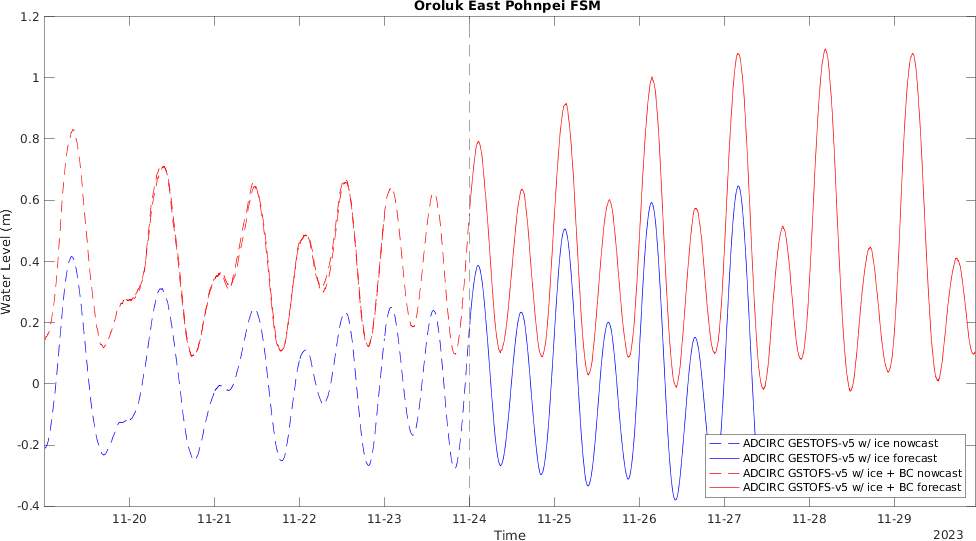 Oroluk East Pohnpei FSM
1.2
1
0.8
0.6
0.4
0.2
0
-0.2
-0.4
Water Level (m)
ADCIRC GESTOFS-v5 w/ ice nowcast
ADCIRC GESTOFS-v5 w/ ice forecast
ADCIRC GSTOFS-v5 w/ ice + BC nowcast
ADCIRC GSTOFS-v5 w/ ice + BC forecast
11-20 11-21 11-22 11-23 11-24 11-25 11-26 11-27 11-28 11-29
Time
2023